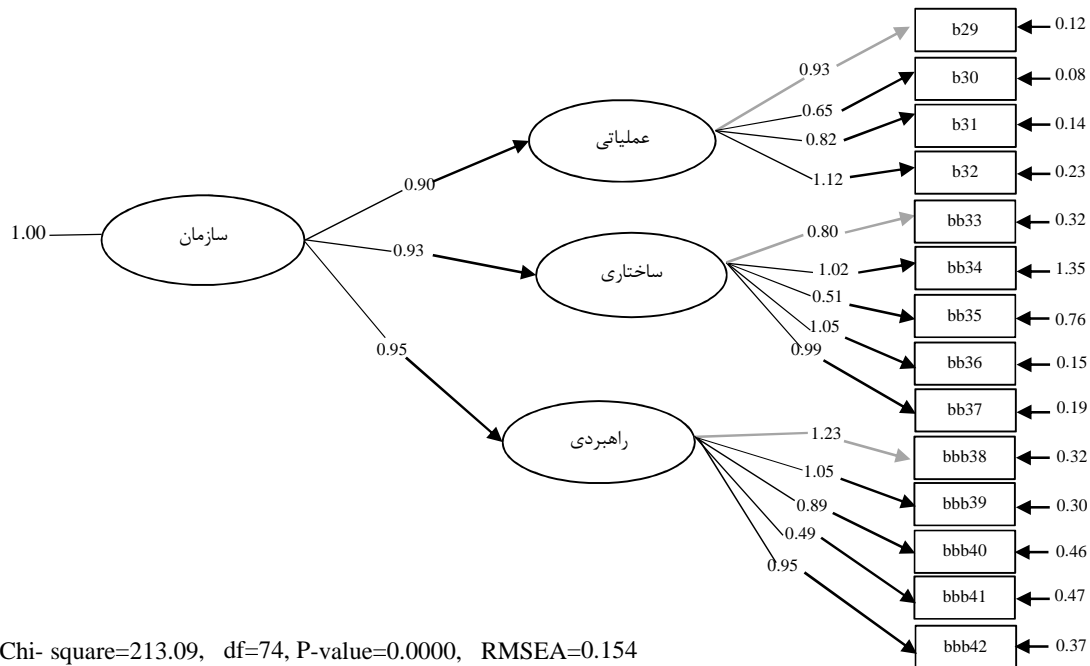 b29
0.12
0.93
b30
0.08
0.65
b31
0.14
0.82
b32
0.23
1.12
عملیاتی
0.90
bb33
0.32
0.80
1.00
سازمان
0.93
ساختاری
bb34
1.35
1.02
bb35
0.76
0.51
bb36
0.15
1.05
bb37
0.19
0.99
0.95
راهبردی
bbb38
0.32
1.23
bbb39
0.30
1.05
bbb40
0.46
0.89
bbb41
0.47
0.49
bbb42
0.37
0.95
Chi- square=213.09, df=74, P-value=0.0000, RMSEA=0.154